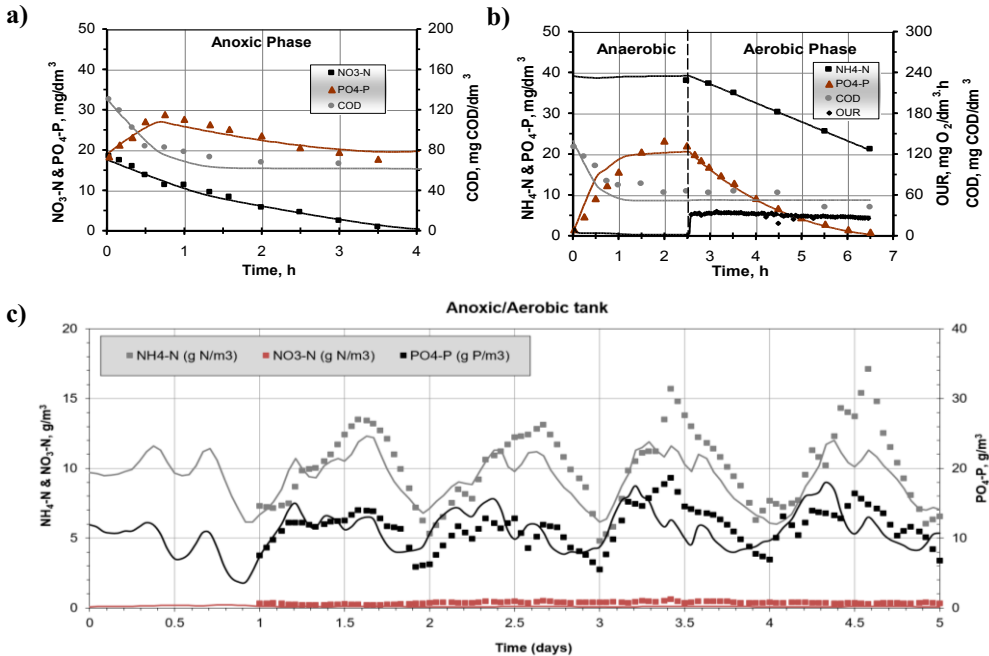 a)
Anoxic Phase
NO3-N
PO4-P
COD
NO₃-N & PO₄-P, mg/dm³
COD, mg COD/dm³
50
40
30
20
10
0
200
160
120
80
40
0
0 1 2 3 4
Time, h
b)
Anaerobic Aerobic Phase
NH4-N
PO4-P
COD
OUR
NH₄-N & PO₄-P, mg/dm³
OUR, mg O₂/dm³·h
COD, mg COD/dm³
50
40
30
20
10
0
300
240
180
120
60
0
0 1 2 3 4 5 6 7
Time, h
c)
Anoxic/Aerobic tank
NH4-N (g N/m3) NO3-N (g N/m3) PO4-P (g P/m3)
NH₄-N & NO₃-N, g/m³
PO₄-P, g/m³
20
15
10
5
0
40
30
20
10
0
0 0.5 1 1.5 2 2.5 3 3.5 4 4.5 5
Time (days)